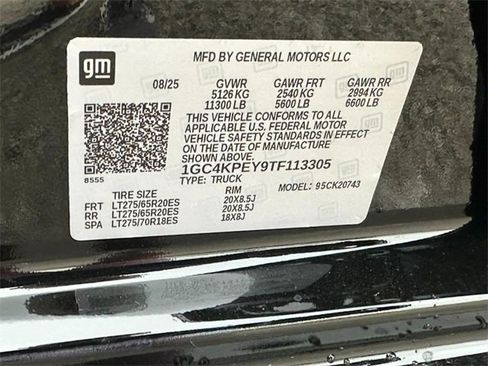 gm
MFD BY GENERAL MOTORS LLC
08/25 GVWR GAWR FRT GAWR RR
5126 KG 2540 KG 2994 KG
11300 LB 5600 LB 6600 LB
THIS VEHICLE CONFORMS TO ALL
APPLICABLE U.S. FEDERAL MOTOR
VEHICLE SAFETY STANDARDS IN EFFECT ON
THE DATE OF MANUFACTURE SHOWN ABOVE.
1GC4KPEY9TF113305
8555 TYPE: TRUCK MODEL: 95CK20743
TIRE SIZE RIM
FRT LT275/65R20ES 20X8.5J
RR LT275/65R20ES 20X8.5J
SPA LT275/70R18ES 18X8J